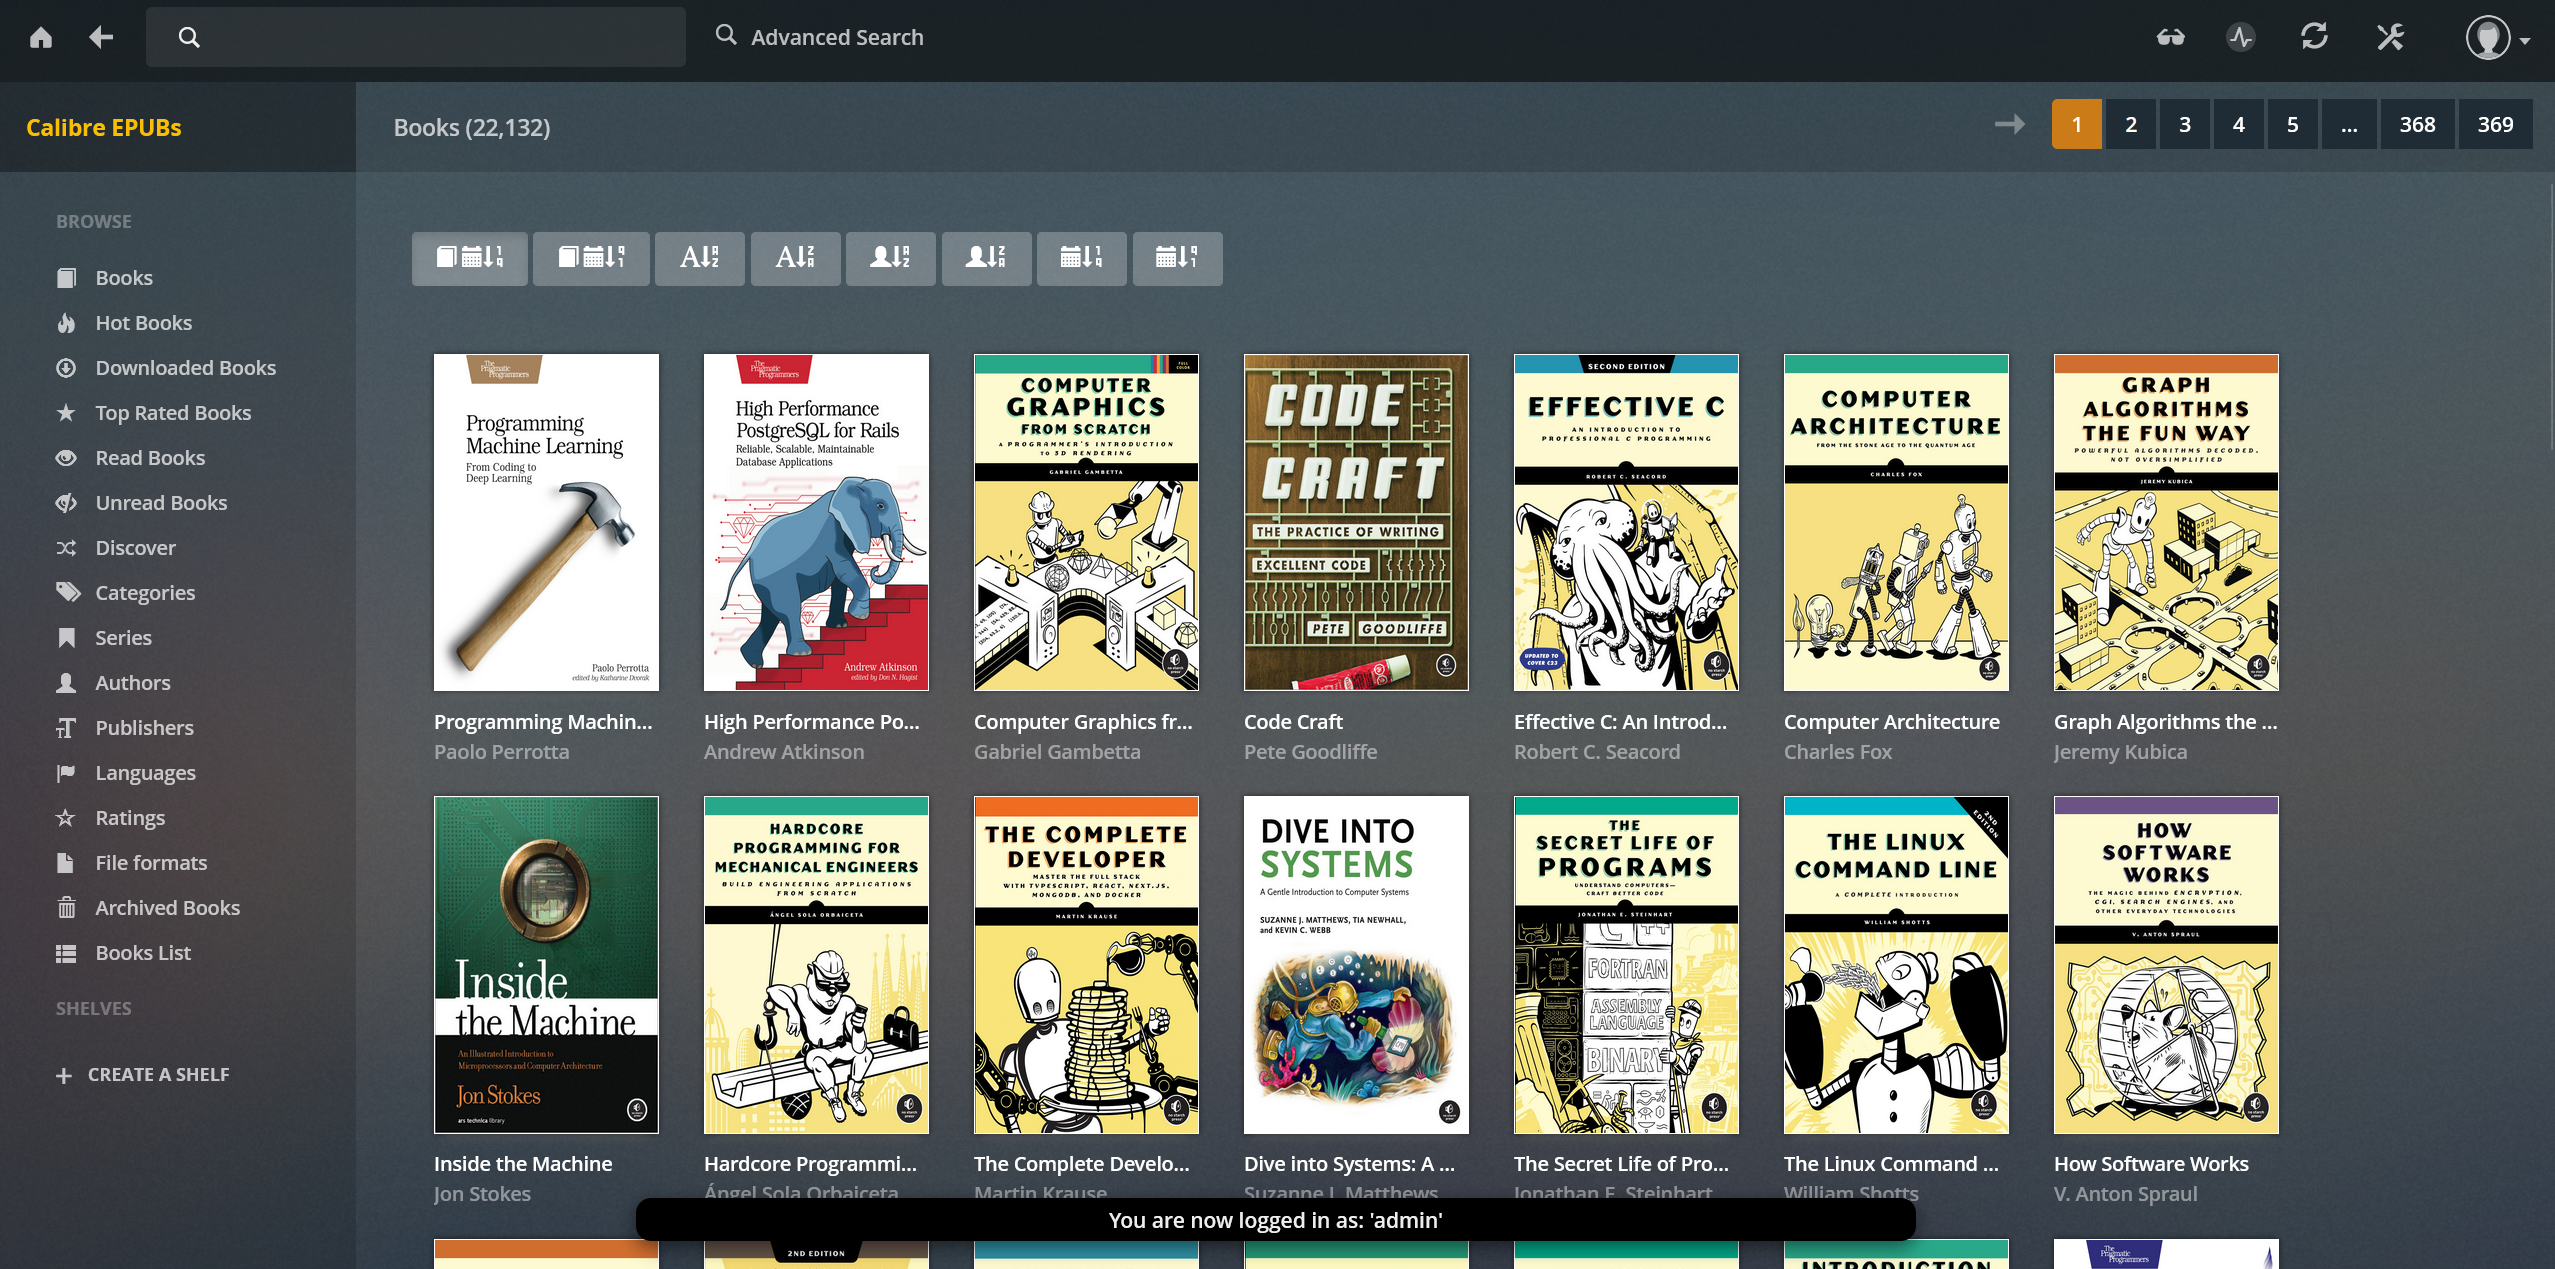 Advanced Search
Calibre EPUBs
Books (22,132)
1 2 3 4 5 ... 368 369
BROWSE
Books
Hot Books
Downloaded Books
Top Rated Books
Read Books
Unread Books
Discover
Categories
Series
Authors
Publishers
Languages
Ratings
File formats
Archived Books
Books List
SHELVES
CREATE A SHELF
The
Pragmatic
Programmers
Programming
Machine Learning
From Coding to
Deep Learning
Paolo Perrotta
edited by Katharine Dvorak
Programming Machin...
Paolo Perrotta
The
Pragmatic
Programmers
High Performance
PostgreSQL for Rails
Reliable, Scalable, Maintainable
Database Applications
Andrew Atkinson
edited by Don N. Hagist
High Performance Po...
Andrew Atkinson
FULL
COLOR
COMPUTER
GRAPHICS
FROM SCRATCH
A PROGRAMMER'S INTRODUCTION
TO 3D RENDERING
GABRIEL GAMBETTA
Computer Graphics fr...
Gabriel Gambetta
CODE
CRAFT
THE PRACTICE OF WRITING
EXCELLENT CODE
PETE GOODLIFFE
Code Craft
Pete Goodliffe
SECOND EDITION
EFFECTIVE C
AN INTRODUCTION TO
PROFESSIONAL C PROGRAMMING
ROBERT C. SEACORD
UPDATED TO
COVER C23
Effective C: An Introd...
Robert C. Seacord
COMPUTER
ARCHITECTURE
FROM THE STONE AGE TO THE QUANTUM AGE
CHARLES FOX
Computer Architecture
Charles Fox
GRAPH
ALGORITHMS
THE FUN WAY
POWERFUL ALGORITHMS DECODED,
NOT OVERSIMPLIFIED
JEREMY KUBICA
Graph Algorithms the ...
Jeremy Kubica
Inside
the Machine
An Illustrated Introduction to
Microprocessors and Computer Architecture
Jon Stokes
ars technica library
Inside the Machine
Jon Stokes
HARDCORE
PROGRAMMING FOR
MECHANICAL ENGINEERS
BUILD ENGINEERING APPLICATIONS
FROM SCRATCH
ÁNGEL SOLA ORBAICETA
Hardcore Programmi...
Ángel Sola Orbaiceta
THE COMPLETE
DEVELOPER
MASTER THE FULL STACK
WITH TYPESCRIPT, REACT, NEXT.JS,
MONGODB, AND DOCKER
MARTIN KRAUSE
The Complete Develo...
Martin Krause
DIVE INTO
SYSTEMS
A Gentle Introduction to Computer Systems
SUZANNE J. MATTHEWS, TIA NEWHALL,
and KEVIN C. WEBB
Dive into Systems: A ...
Suzanne J. Matthews
THE
SECRET LIFE OF
PROGRAMS
UNDERSTAND COMPUTERS—
CRAFT BETTER CODE
JONATHAN E. STEINHART
C C++
FORTRAN
ASSEMBLY
LANGUAGE
BINARY
The Secret Life of Pro...
Jonathan E. Steinhart
2ND
EDITION
THE LINUX
COMMAND LINE
A COMPLETE INTRODUCTION
WILLIAM SHOTTS
The Linux Command ...
William Shotts
HOW
SOFTWARE
WORKS
THE MAGIC BEHIND ENCRYPTION,
CGI, SEARCH ENGINES, AND
OTHER EVERYDAY TECHNOLOGIES
V. ANTON SPRAUL
How Software Works
V. Anton Spraul
You are now logged in as: 'admin'
2ND EDITION
INTRODUCTION
The
Pragmatic
Programmers